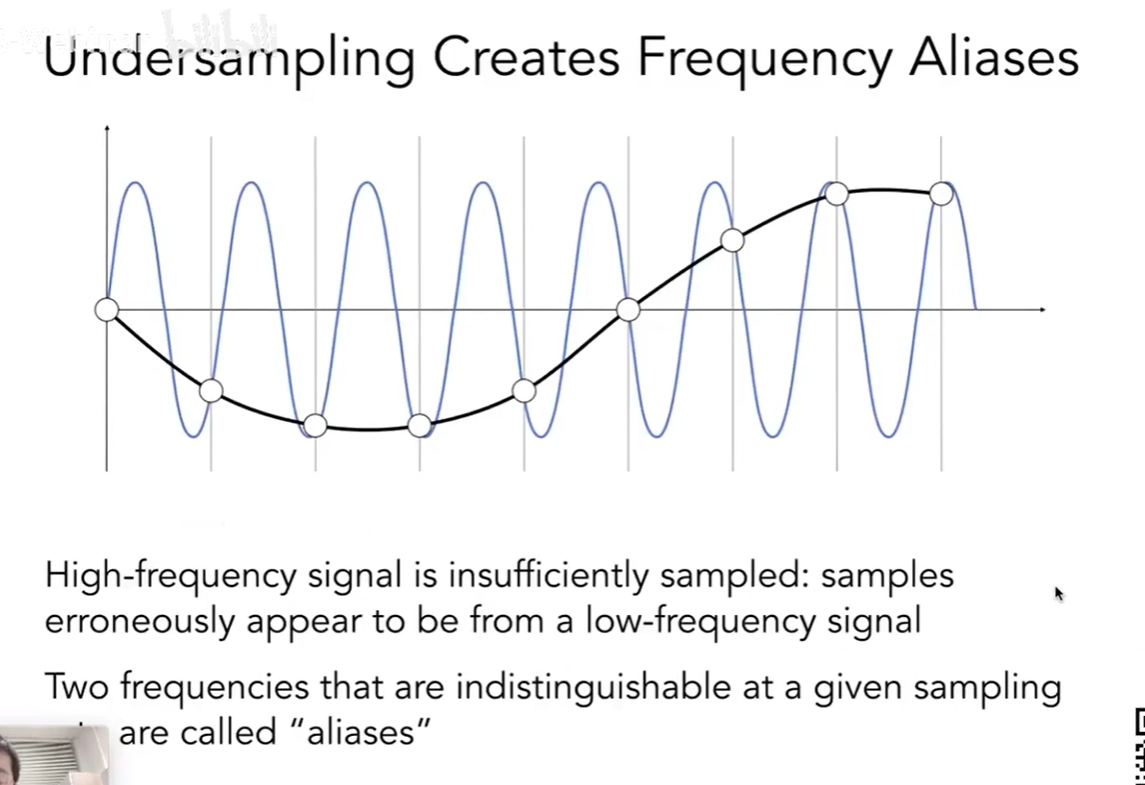 Undersampling Creates Frequency Aliases
High-frequency signal is insufficiently sampled: samples
erroneously appear to be from a low-frequency signal
Two frequencies that are indistinguishable at a given sampling
are called “aliases”